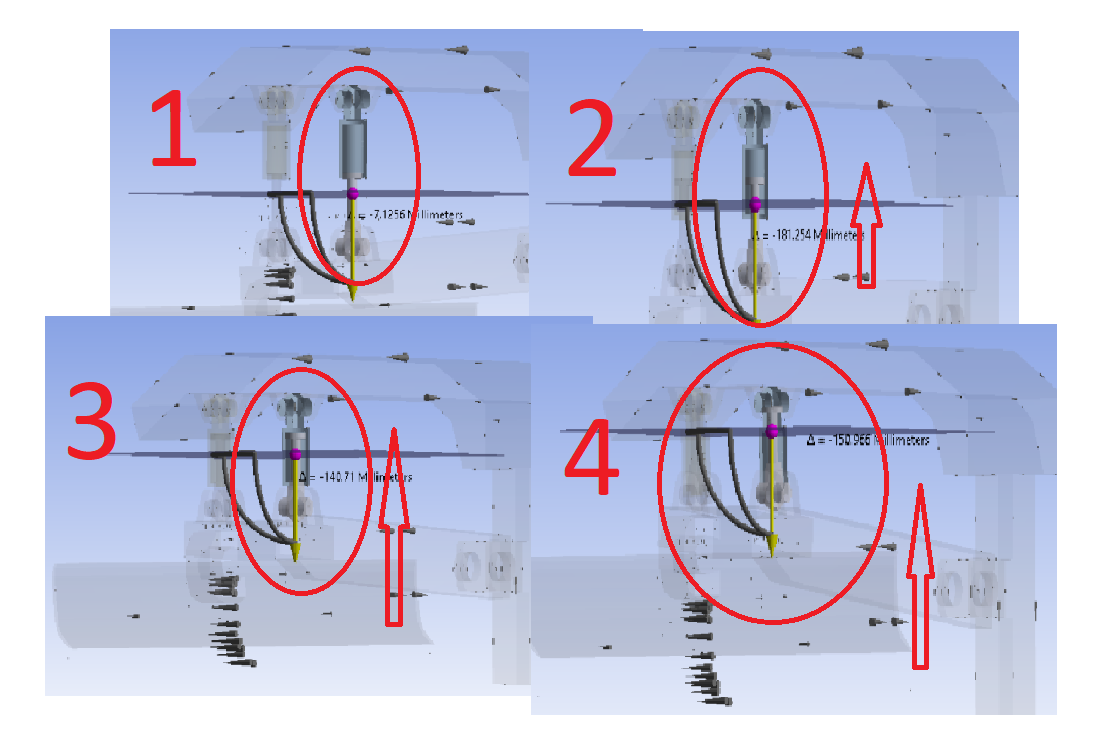 1
Δ = -7,1256 Millimeters
2
Δ = -181,254 Millimeters
3
Δ = -140,71 Millimeters
4
Δ = -150,966 Millimeters